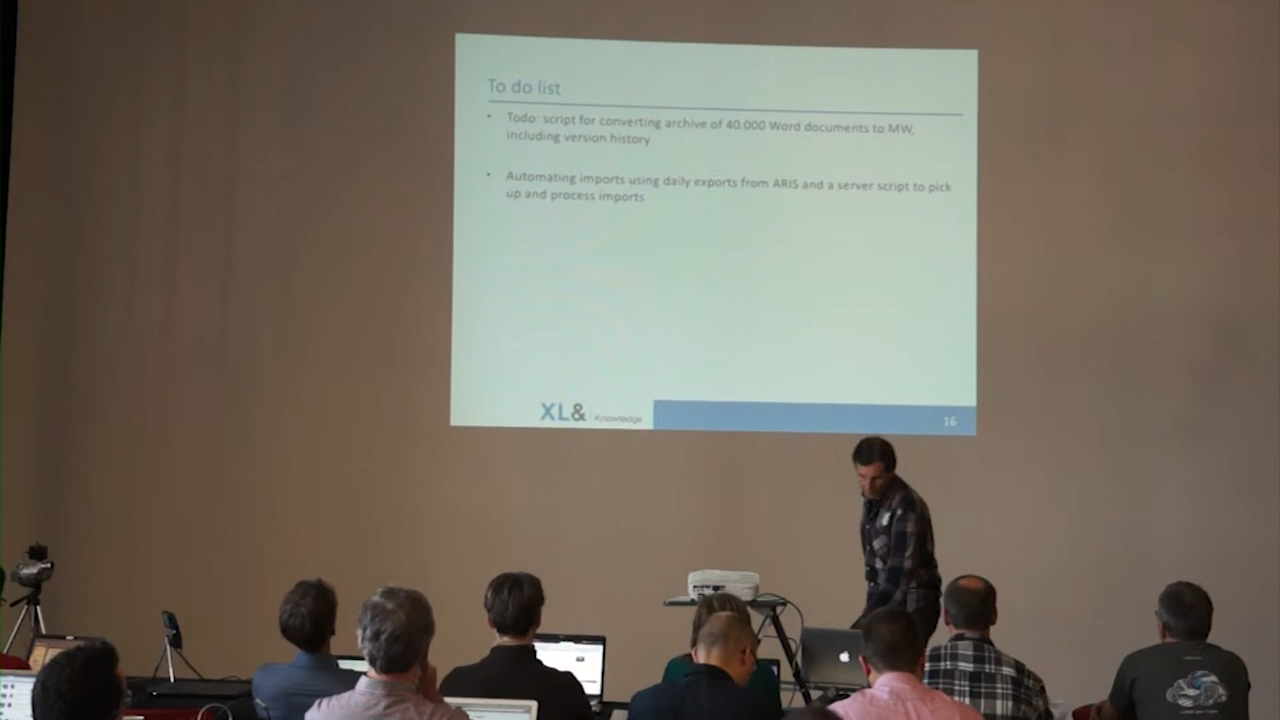 To do list
• Todo: script for converting archive of 40.000 Word documents to MW,
including version history
• Automating imports using daily exports from ARIS and a server script to pick
up and process imports
XL& Knowledge
16